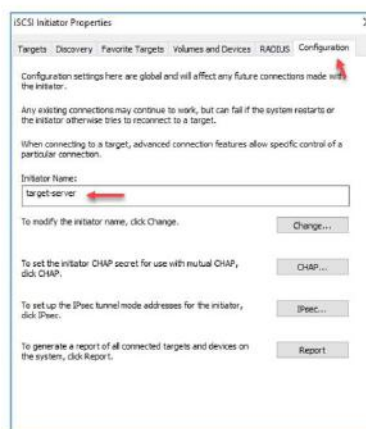 iSCSI Initiator Properties
Targets Discovery Favorite Targets Volumes and Devices RADIUS Configuration
Configuration settings here are global and will affect any future connections made with
the initiator.
Any existing connections may continue to work, but can fail if the system restarts or
the initiator otherwise tries to reconnect to a target.
When connecting to a target, advanced connection features allow specific control of a
particular connection.
Initiator Name:
target-server
To modify the initiator name, click Change.
Change...
To set the initiator CHAP secret for use with mutual CHAP,
click CHAP.
CHAP...
To set up the IPsec tunnel mode addresses for the initiator,
click IPsec.
IPsec...
To generate a report of all connected targets and devices on
the system, click Report.
Report